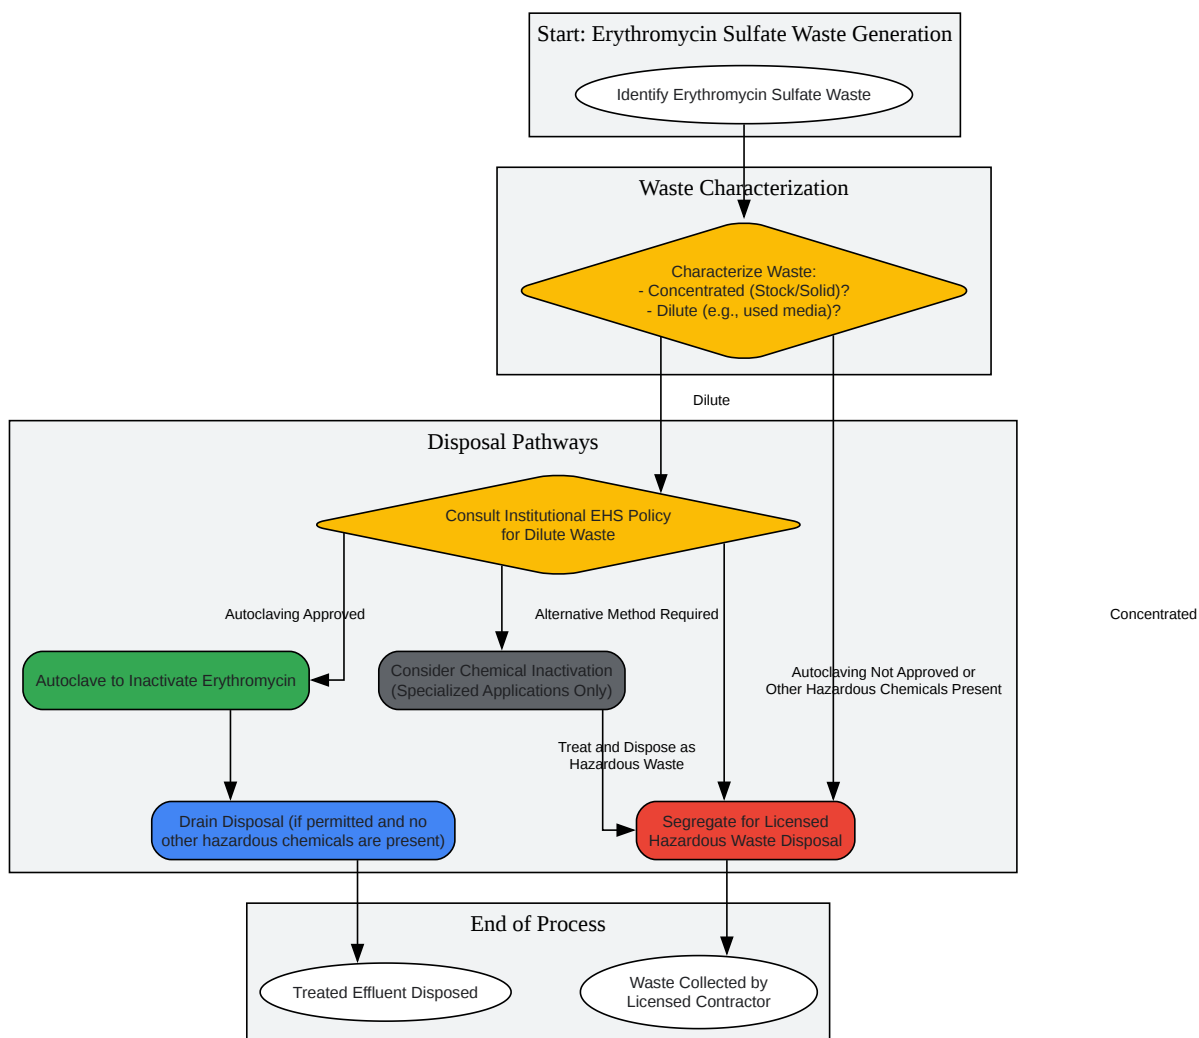 Start: Erythromycin Sulfate Waste Generation
Identify Erythromycin Sulfate Waste
Waste Characterization
Characterize Waste:
- Concentrated (Stock/Solid)?
- Dilute (e.g., used media)?
Dilute
Disposal Pathways
Consult Institutional EHS Policy
for Dilute Waste
Autoclaving Approved
Alternative Method Required
Concentrated
Autoclave to Inactivate Erythromycin
Consider Chemical Inactivation
(Specialized Applications Only)
Autoclaving Not Approved or
Other Hazardous Chemicals Present
Treat and Dispose as
Hazardous Waste
Drain Disposal (if permitted and no
other hazardous chemicals are present)
Segregate for Licensed
Hazardous Waste Disposal
End of Process
Treated Effluent Disposed
Waste Collected by
Licensed Contractor